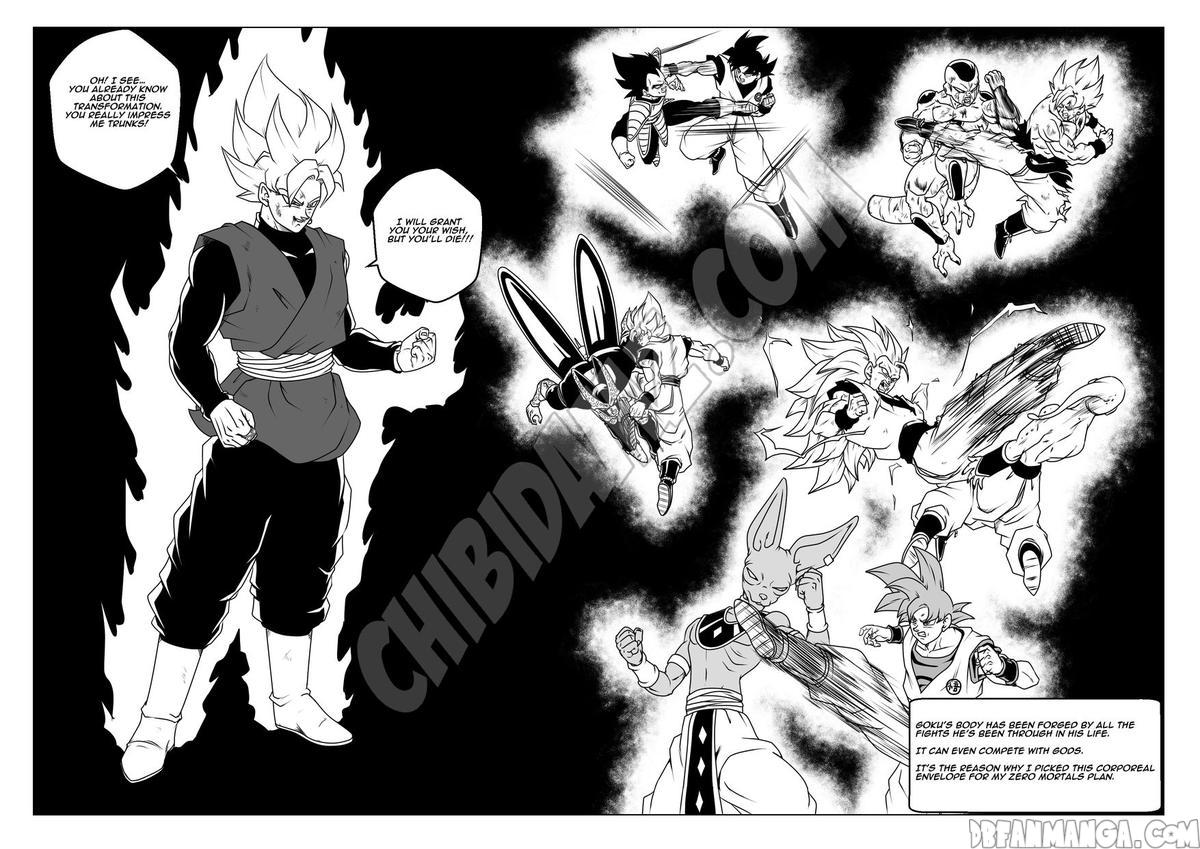 OH! I SEE...
YOU ALREADY KNOW
ABOUT THIS
TRANSFORMATION.
YOU REALLY IMPRESS
ME TRUNKS!
I WILL GRANT
YOU YOUR WISH,
BUT YOU'LL DIE!!!
GOKU'S BODY HAS BEEN FORGED BY ALL THE
FIGHTS HE'S BEEN THROUGH IN HIS LIFE.
IT CAN EVEN COMPETE WITH GODS.
IT'S THE REASON WHY I PICKED THIS CORPOREAL
ENVELOPE FOR MY ZERO MORTALS PLAN.
DBFANMANGA.COM